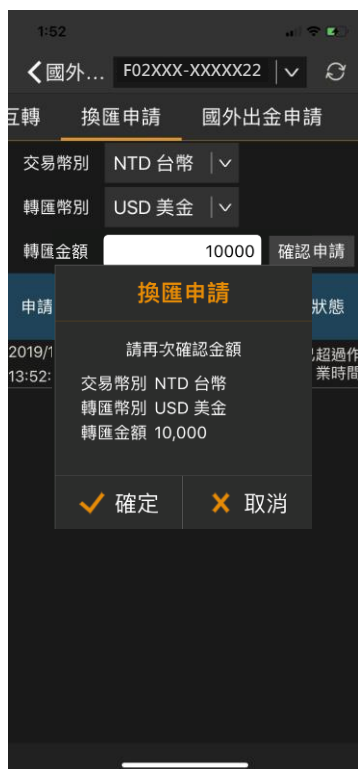 1:52
國外... F02XXX-XXXXX22
互轉 換匯申請 國外出金申請
交易幣別 NTD 台幣
轉匯幣別 USD 美金
轉匯金額 10000 確認申請
換匯申請
申請 狀態
請再次確認金額
2019/1 超過作
13:52: 業時間
交易幣別 NTD 台幣
轉匯幣別 USD 美金
轉匯金額 10,000
確定 取消